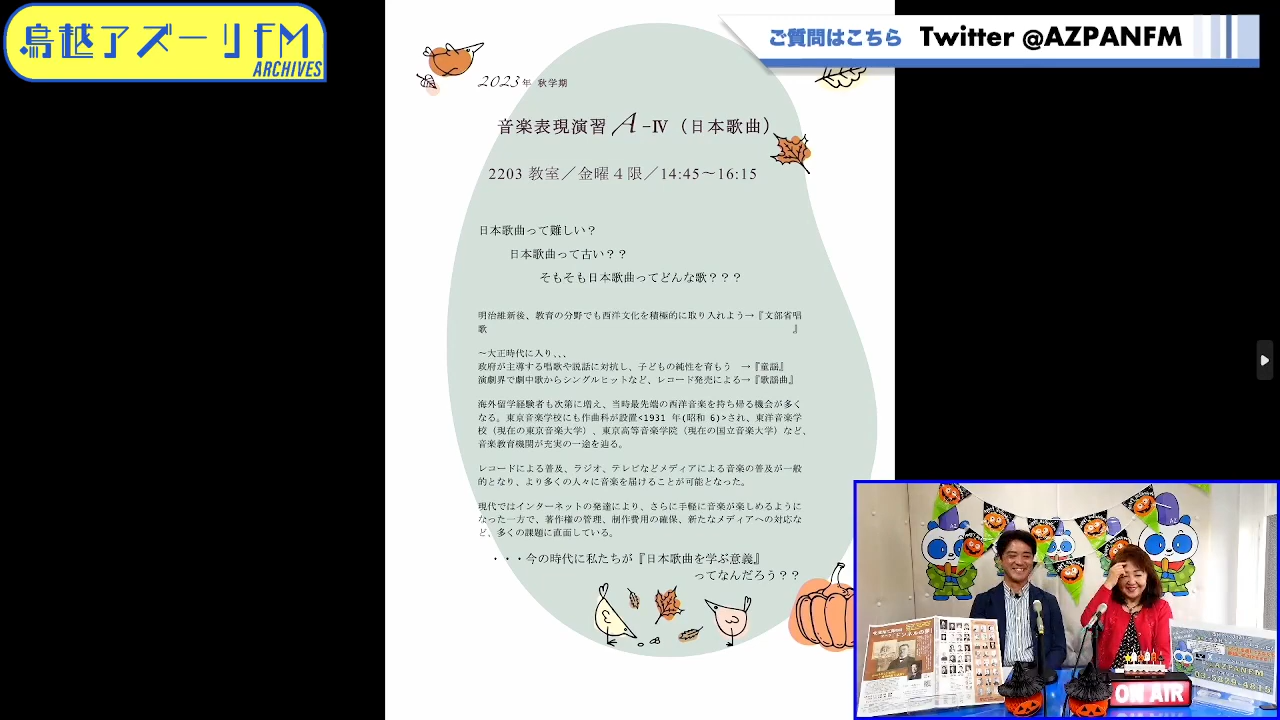 鳥越アズーリFM
ARCHIVES
ご質問はこちら Twitter @AZPANFM
2023年 秋学期
音楽表現演習 A-Ⅳ（日本歌曲）
2203 教室／金曜４限／14:45～16:15
日本歌曲って難しい？
日本歌曲って古い？？
そもそも日本歌曲ってどんな歌？？？
明治維新後、教育の分野でも西洋文化を積極的に取り入れよう→『文部省唱
歌』
～大正時代に入り、、、
政府が主導する唱歌や説話に対抗し、子どもの純性を育もう　→『童謡』
演劇界で劇中歌からシングルヒットなど、レコード発売による→『歌謡曲』
海外留学経験者も次第に増え、当時最先端の西洋音楽を持ち帰る機会が多く
なる。東京音楽学校にも作曲科が設置<1931 年(昭和 6)>され、東洋音楽学
校（現在の東京音楽大学）、東京高等音楽学院（現在の国立音楽大学）など、
音楽教育機関が充実の一途を辿る。
レコードによる普及、ラジオ、テレビなどメディアによる音楽の普及が一般
的となり、より多くの人々に音楽を届けることが可能となった。
現代ではインターネットの発達により、さらに手軽に音楽が楽しめるように
なった一方で、著作権の管理、制作費用の確保、新たなメディアへの対応な
ど、多くの課題に直面している。
・・・今の時代に私たちが『日本歌曲を学ぶ意義』
ってなんだろう？？
ON AIR